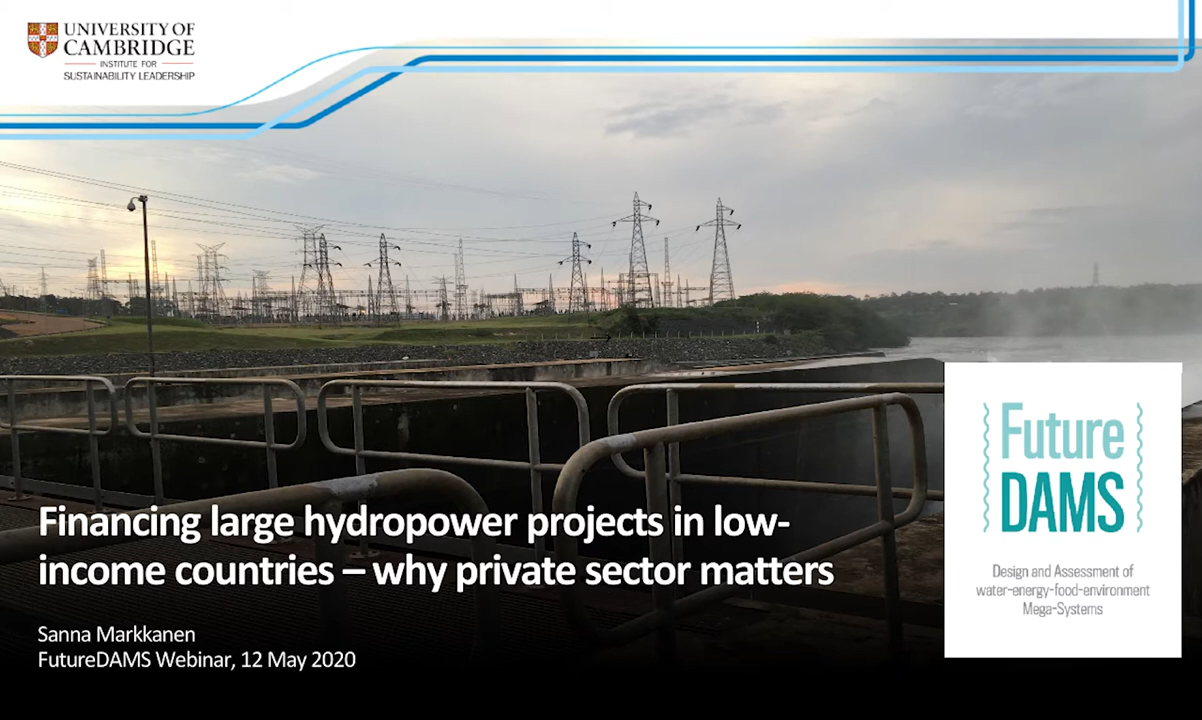 UNIVERSITY OF
CAMBRIDGE
INSTITUTE FOR
SUSTAINABILITY LEADERSHIP
Future
DAMS
Design and Assessment of
water-energy-food-environment
Mega-Systems
Financing large hydropower projects in low-
income countries – why private sector matters
Sanna Markkanen
FutureDAMS Webinar, 12 May 2020